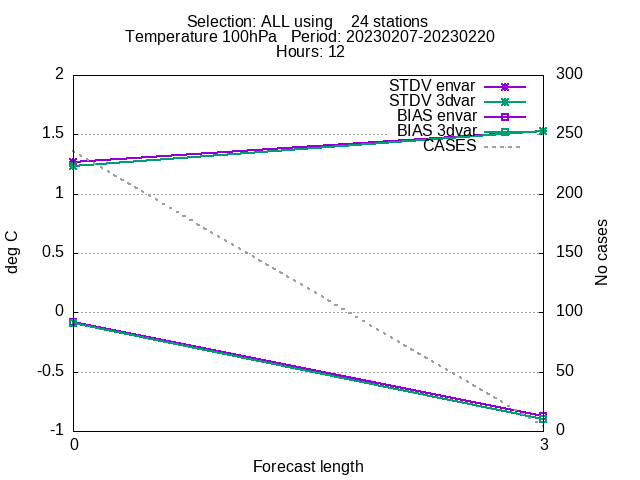 Selection: ALL using    24 stations
Temperature 100hPa   Period: 20230207-20230220
Hours: 12
2
1.5
1
0.5
0
-0.5
-1
300
250
200
150
100
50
0
0
3
deg C
No cases
Forecast length
STDV envar
STDV 3dvar
BIAS envar
BIAS 3dvar
CASES